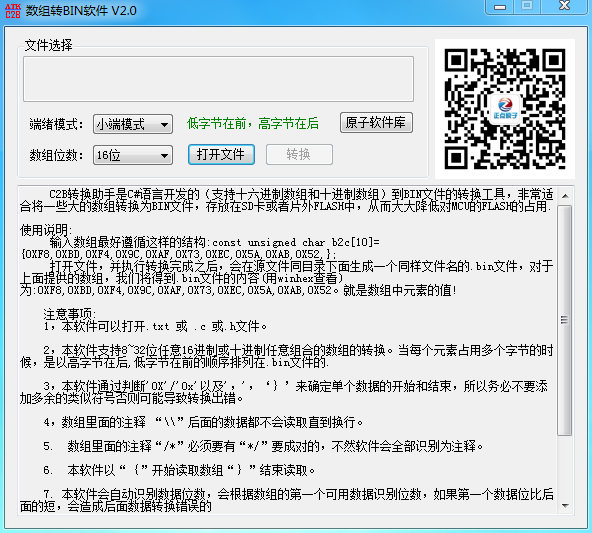 ATK
C2B
数组转BIN软件 V2.0
文件选择
端绪模式：
小端模式
低字节在前，高字节在后
原子软件库
数组位数：
16位
打开文件
转换
正点原子
C2B转换助手是C#语言开发的（支持十六进制数组和十进制数组）到BIN文件的转换工具，非常适
合将一些大的数组转换为BIN文件，存放在SD卡或者片外FLASH中，从而大大降低对MCU的FLASH的占用.
使用说明:
输入数组最好遵循这样的结构:const unsigned char b2c[10]=
{0XF8,0XBD,0XF4,0X9C,0XAF,0X73,0XEC,0X5A,0XAB,0X52,};
打开文件，并执行转换完成之后，会在源文件同目录下面生成一个同样文件名的.bin文件，对于
上面提供的数组，我们将得到.bin文件的内容(用winhex查看)
为:0XF8,0XBD,0XF4,0X9C,0XAF,0X73,0XEC,0X5A,0XAB,0X52。就是数组中元素的值!
注意事项:
1，本软件可以打开.txt 或 .c 或.h文件。
2，本软件支持8~32位任意16进制或十进制任意组合的数组的转换。当每个元素占用多个字节的时
候，是以高字节在后,低字节在前的顺序排列在.bin文件的.
3，本软件通过判断'0X'/'0x'以及'，'，‘}’来确定单个数据的开始和结束，所以务必不要添
加多余的类似符号否则可能导致转换出错。
4，数组里面的注释 “\\”后面的数据都不会读取直到换行。
5. 数组里面的注释“/*”必须要有“*/”要成对的，不然软件会全部识别为注释。
6. 本软件以“｛”开始读取数组“｝”结束读取。
7. 本软件会自动识别数据位数，会根据数组的第一个可用数据识别位数，如果第一个数据位比后
面的短，会造成后面数据转换错误的